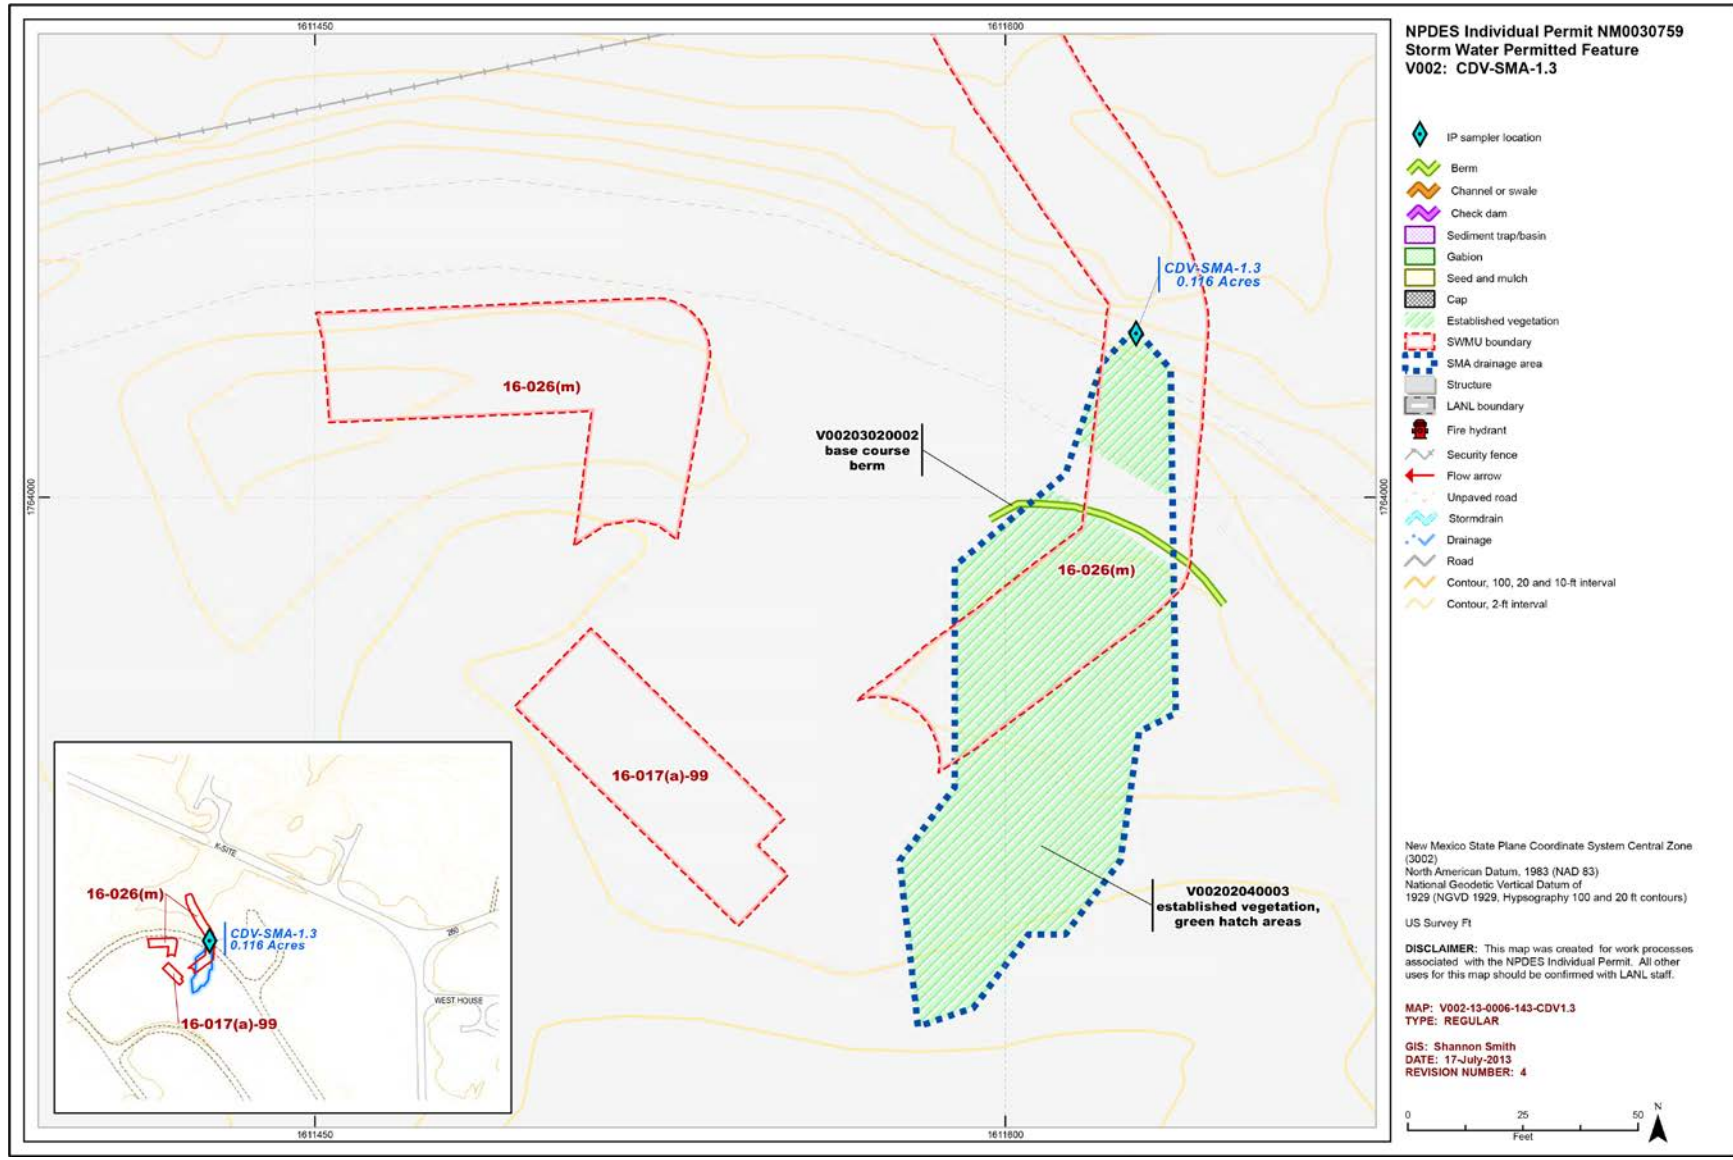 1611450
1611600
NPDES Individual Permit NM0030759
Storm Water Permitted Feature
V002: CDV-SMA-1.3
IP sampler location
Berm
Channel or swale
Check dam
Sediment trap/basin
Gabion
Seed and mulch
Cap
Established vegetation
SWMU boundary
SMA drainage area
Structure
LANL boundary
Fire hydrant
Security fence
Flow arrow
Unpaved road
Stormdrain
Drainage
Road
Contour, 100, 20 and 10-ft interval
Contour, 2-ft interval
CDV-SMA-1.3
0.116 Acres
16-026(m)
V00203020002
base course
berm
1764000
1764000
16-026(m)
16-017(a)-99
V00202040003
established vegetation,
green hatch areas
K-SITE
16-026(m)
CDV-SMA-1.3
0.116 Acres
260
WEST HOUSE
16-017(a)-99
1611450
1611600
New Mexico State Plane Coordinate System Central Zone
(3002)
North American Datum, 1983 (NAD 83)
National Geodetic Vertical Datum of
1929 (NGVD 1929, Hypsography 100 and 20 ft contours)
US Survey Ft
DISCLAIMER: This map was created for work processes
associated with the NPDES Individual Permit. All other
uses for this map should be confirmed with LANL staff.
MAP: V002-13-0006-143-CDV1.3
TYPE: REGULAR
GIS: Shannon Smith
DATE: 17-July-2013
REVISION NUMBER: 4
0 25 50
Feet
N